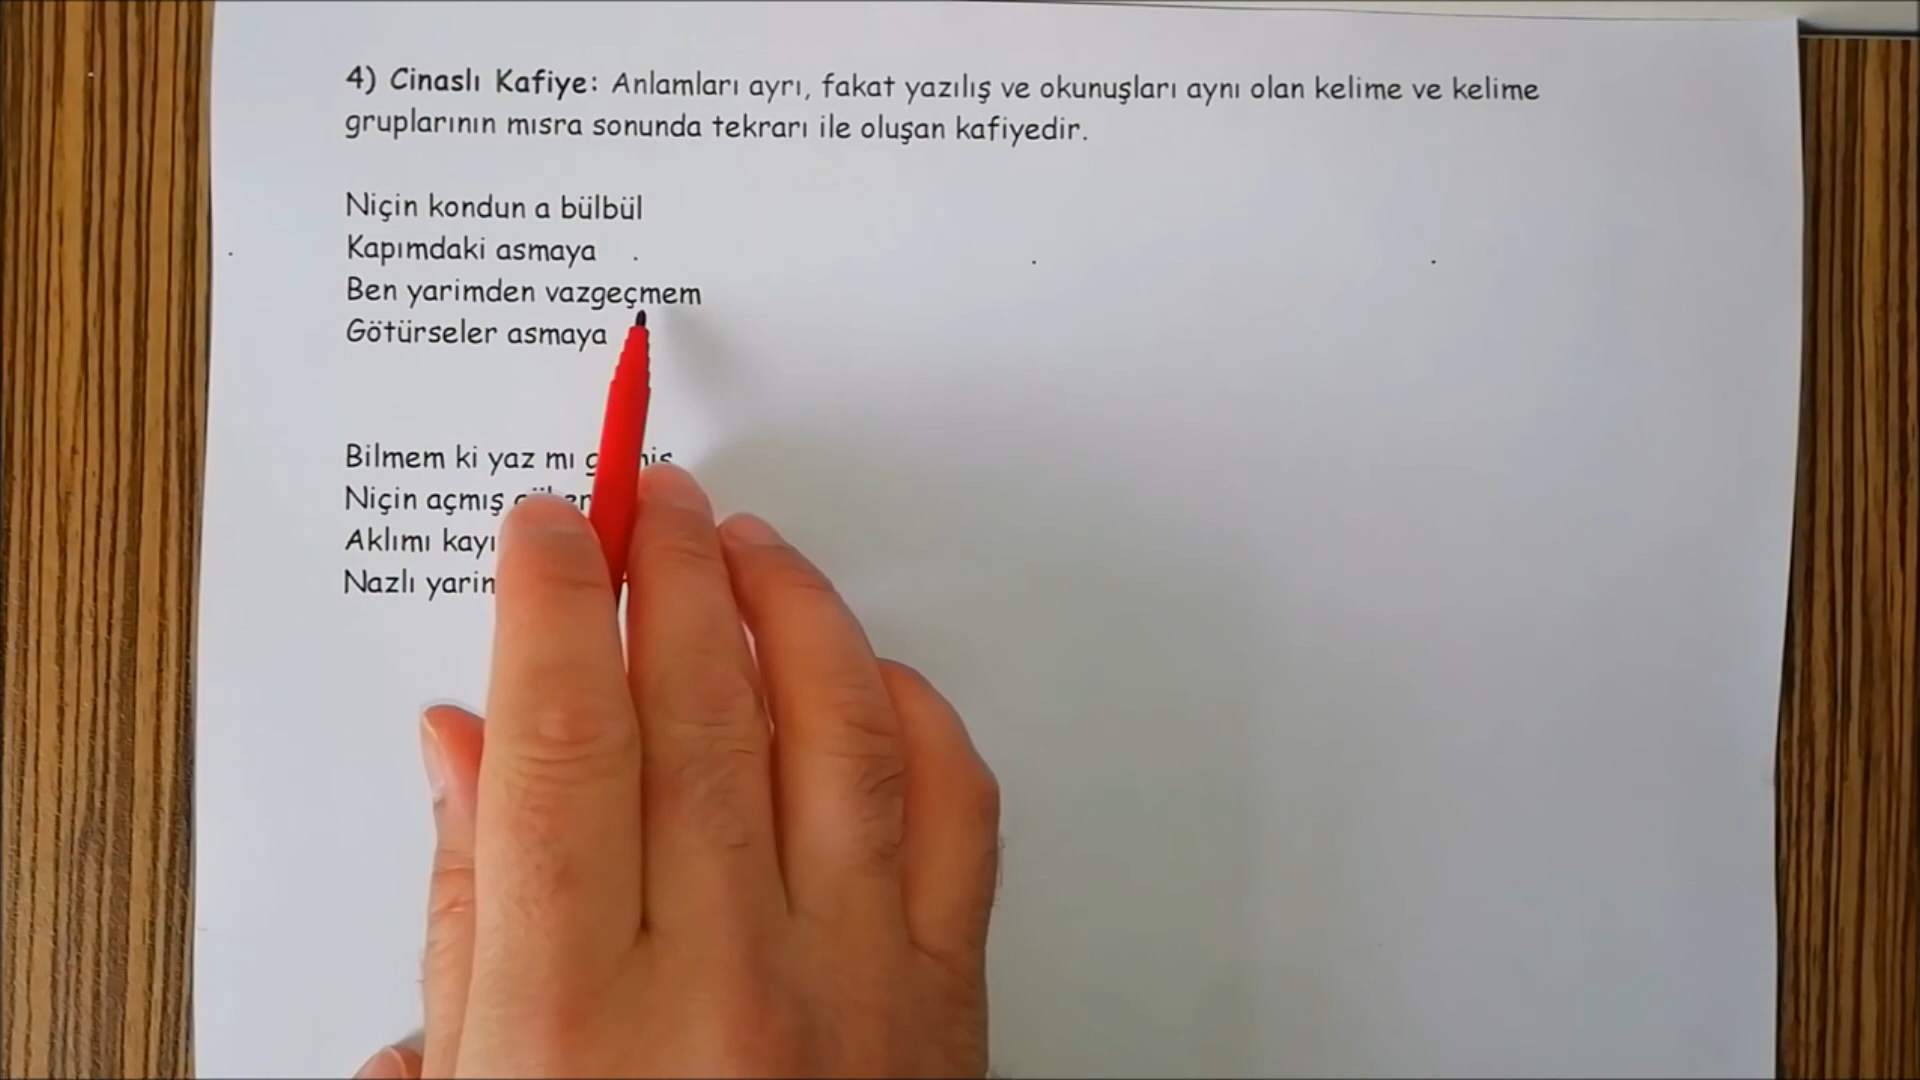 4) Cinaslı Kafiye: Anlamları ayrı, fakat yazılış ve okunuşları aynı olan kelime ve kelime
gruplarının mısra sonunda tekrarı ile oluşan kafiyedir.
Niçin kondun a bülbül
Kapımdaki asmaya
Ben yarimden vazgeçmem
Götürseler asmaya
Bilmem ki yaz mı
Niçin açmış
Aklımı
Nazlı